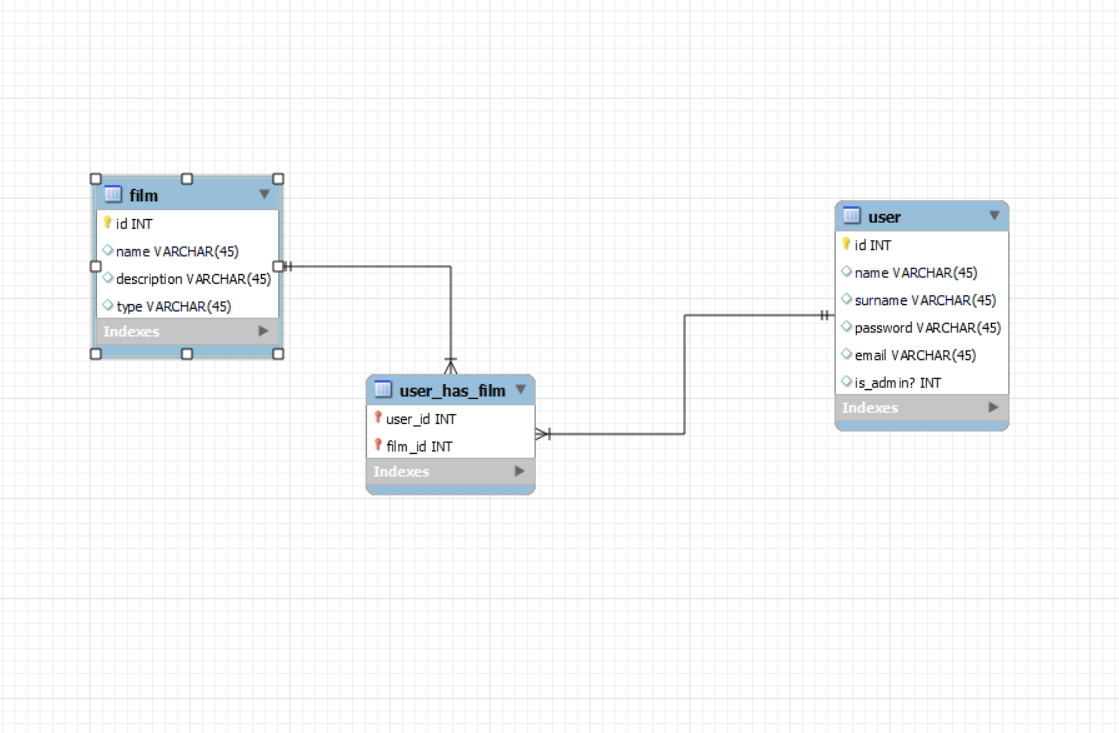 film
id INT
name VARCHAR(45)
description VARCHAR(45)
type VARCHAR(45)
Indexes
user_has_film
user_id INT
film_id INT
Indexes
user
id INT
name VARCHAR(45)
surname VARCHAR(45)
password VARCHAR(45)
email VARCHAR(45)
is_admin? INT
Indexes